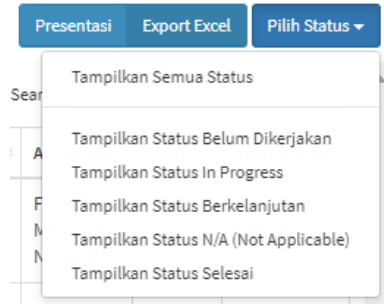 Presentasi Export Excel Pilih Status
Tampilkan Semua Status
Sear
Tampilkan Status Belum Dikerjakan
A
Tampilkan Status In Progress
Tampilkan Status Berkelanjutan
F
M
Tampilkan Status N/A (Not Applicable)
N
Tampilkan Status Selesai